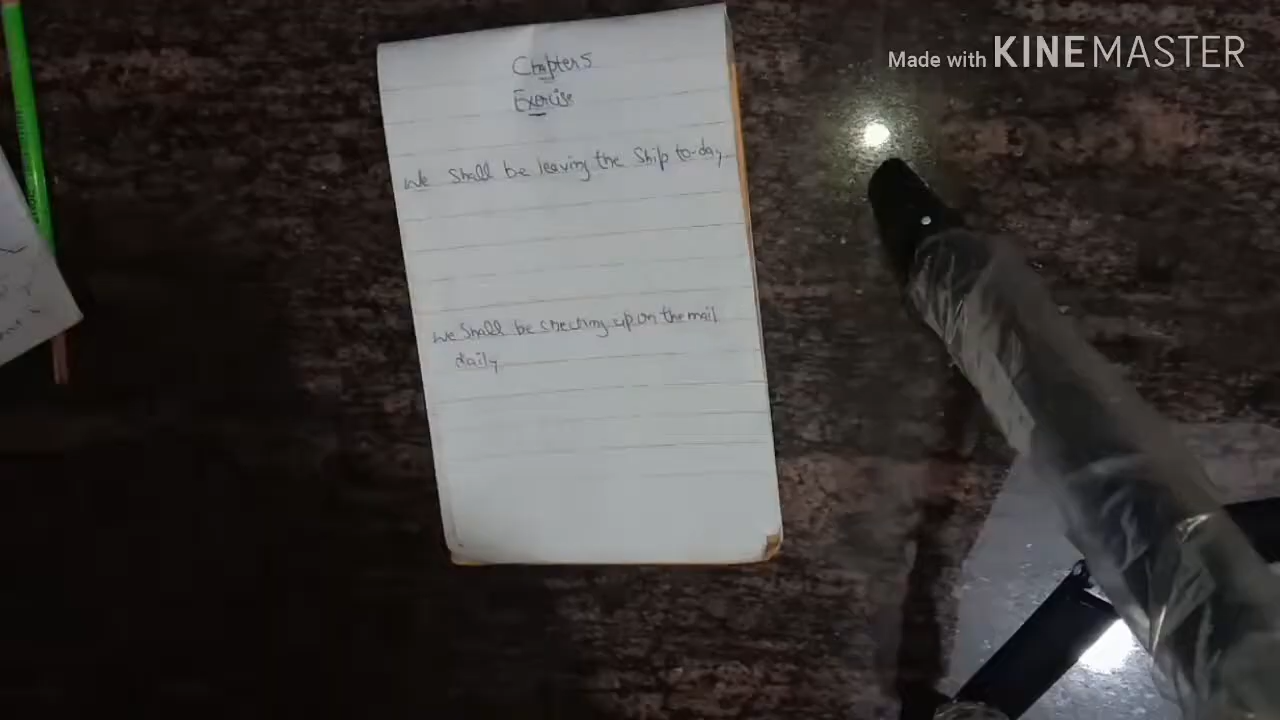 Made with KINEMASTER
Chapter 5
Exercise
We Shall be leaving the Ship to-day
We Shall be checking up on the mail
daily